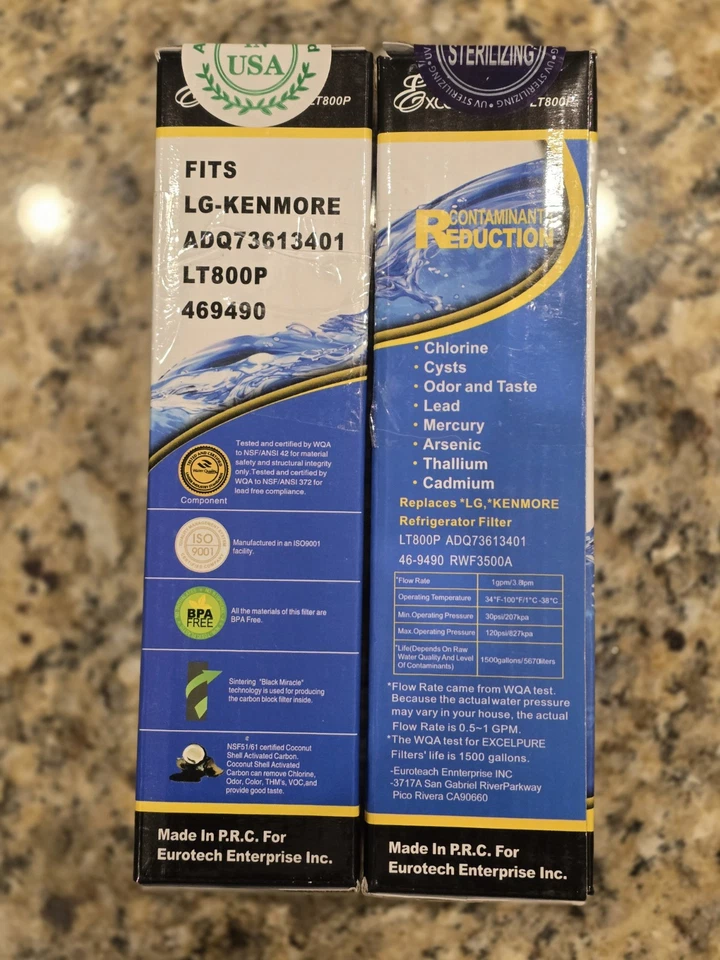 IN
USA
LT800P
FITS
LG-KENMORE
ADQ73613401
LT800P
469490
Tested and certified by WQA
to NSF/ANSI 42 for material
safety and structural integrity
only.Tested and certified by
WQA to NSF/ANSI 372 for
lead free compliance.
Component
ISO
9001
Manufactured in an ISO9001
facility.
BPA
FREE
All the materials of this filter are
BPA Free.
Sintering "Black Miracle"
technology is used for producing
the carbon block filter inside.
e
NSF51/61 certified Coconut
Shell Activated Carbon.
Coconut Shell Activated
Carbon can remove Chlorine,
Odor, Color, THM's, VOC,and
provide good taste.
Made In P.R.C. For
Eurotech Enterprise Inc.
STERILIZING
UV STERILIZING • UV STERILIZING
LT800P
CONTAMINANT
REDUCTION
• Chlorine
• Cysts
• Odor and Taste
• Lead
• Mercury
• Arsenic
• Thallium
• Cadmium
Replaces *LG,*KENMORE
Refrigerator Filter
LT800P ADQ73613401
46-9490 RWF3500A
*Flow Rate 1gpm/3.8lpm
Operating Temperature 34°F-100°F/1°C-38°C
Min.Operating Pressure 30psi/207kpa
Max.Operating Pressure 120psi/827kpa
*Life(Depends On Raw
Water Quality And Level
Of Contaminants) 1500gallons/5670liters
*Flow Rate came from WQA test.
Because the actualwater pressure
may vary in your house, the actual
Flow Rate is 0.5~1 GPM.
*The WQA test for EXCELPURE
Filters' life is 1500 gallons.
-Euroteach Ennterprise INC
-3717A San Gabriel RiverParkway
Pico Rivera CA90660
Made In P.R.C. For
Eurotech Enterprise Inc.